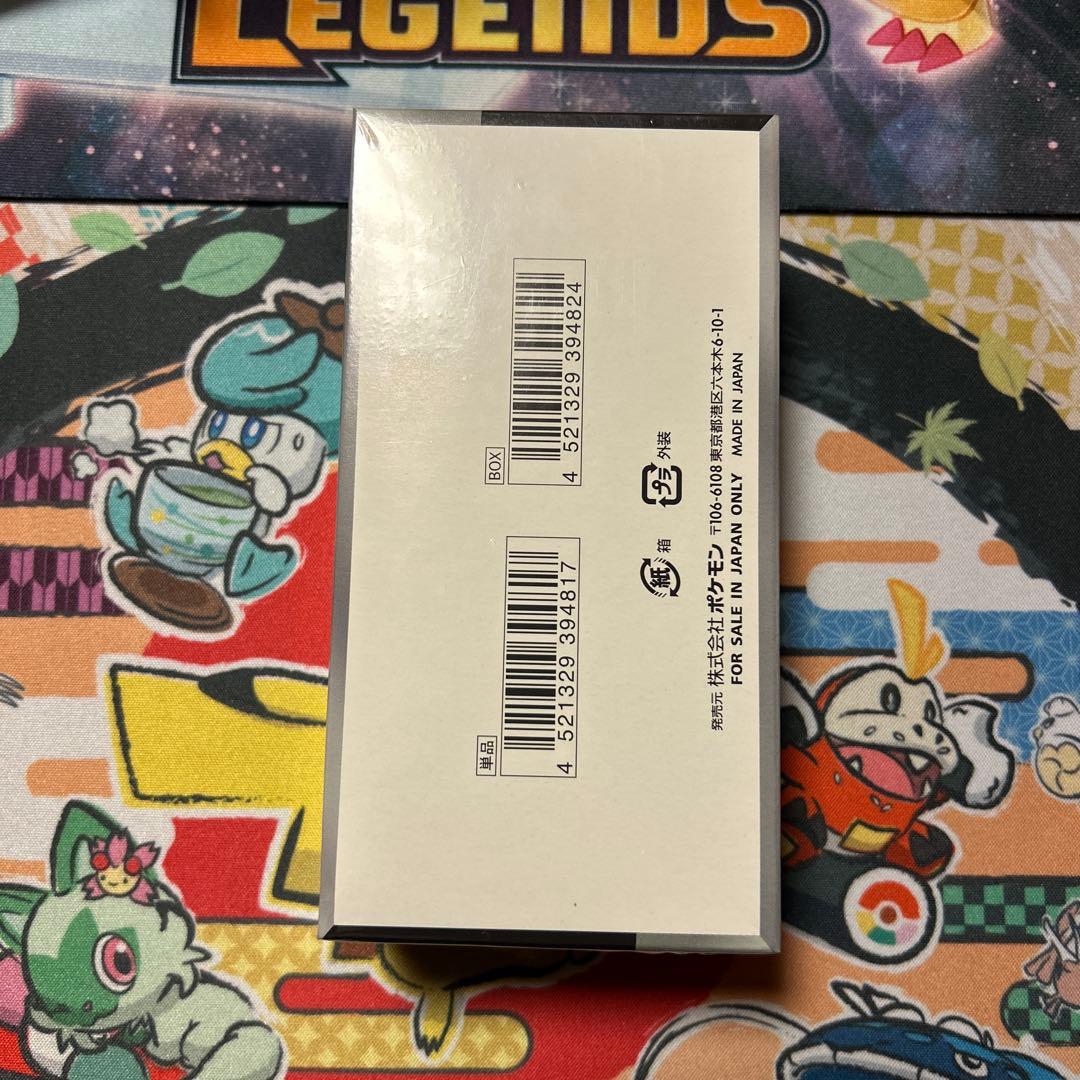 LEGENDS
BOX
4 521329 394824
単品
4 521329 394817
紙 箱
プラ 外装
発売元 株式会社ポケモン 〒106-6108 東京都港区六本木6-10-1
FOR SALE IN JAPAN ONLY MADE IN JAPAN